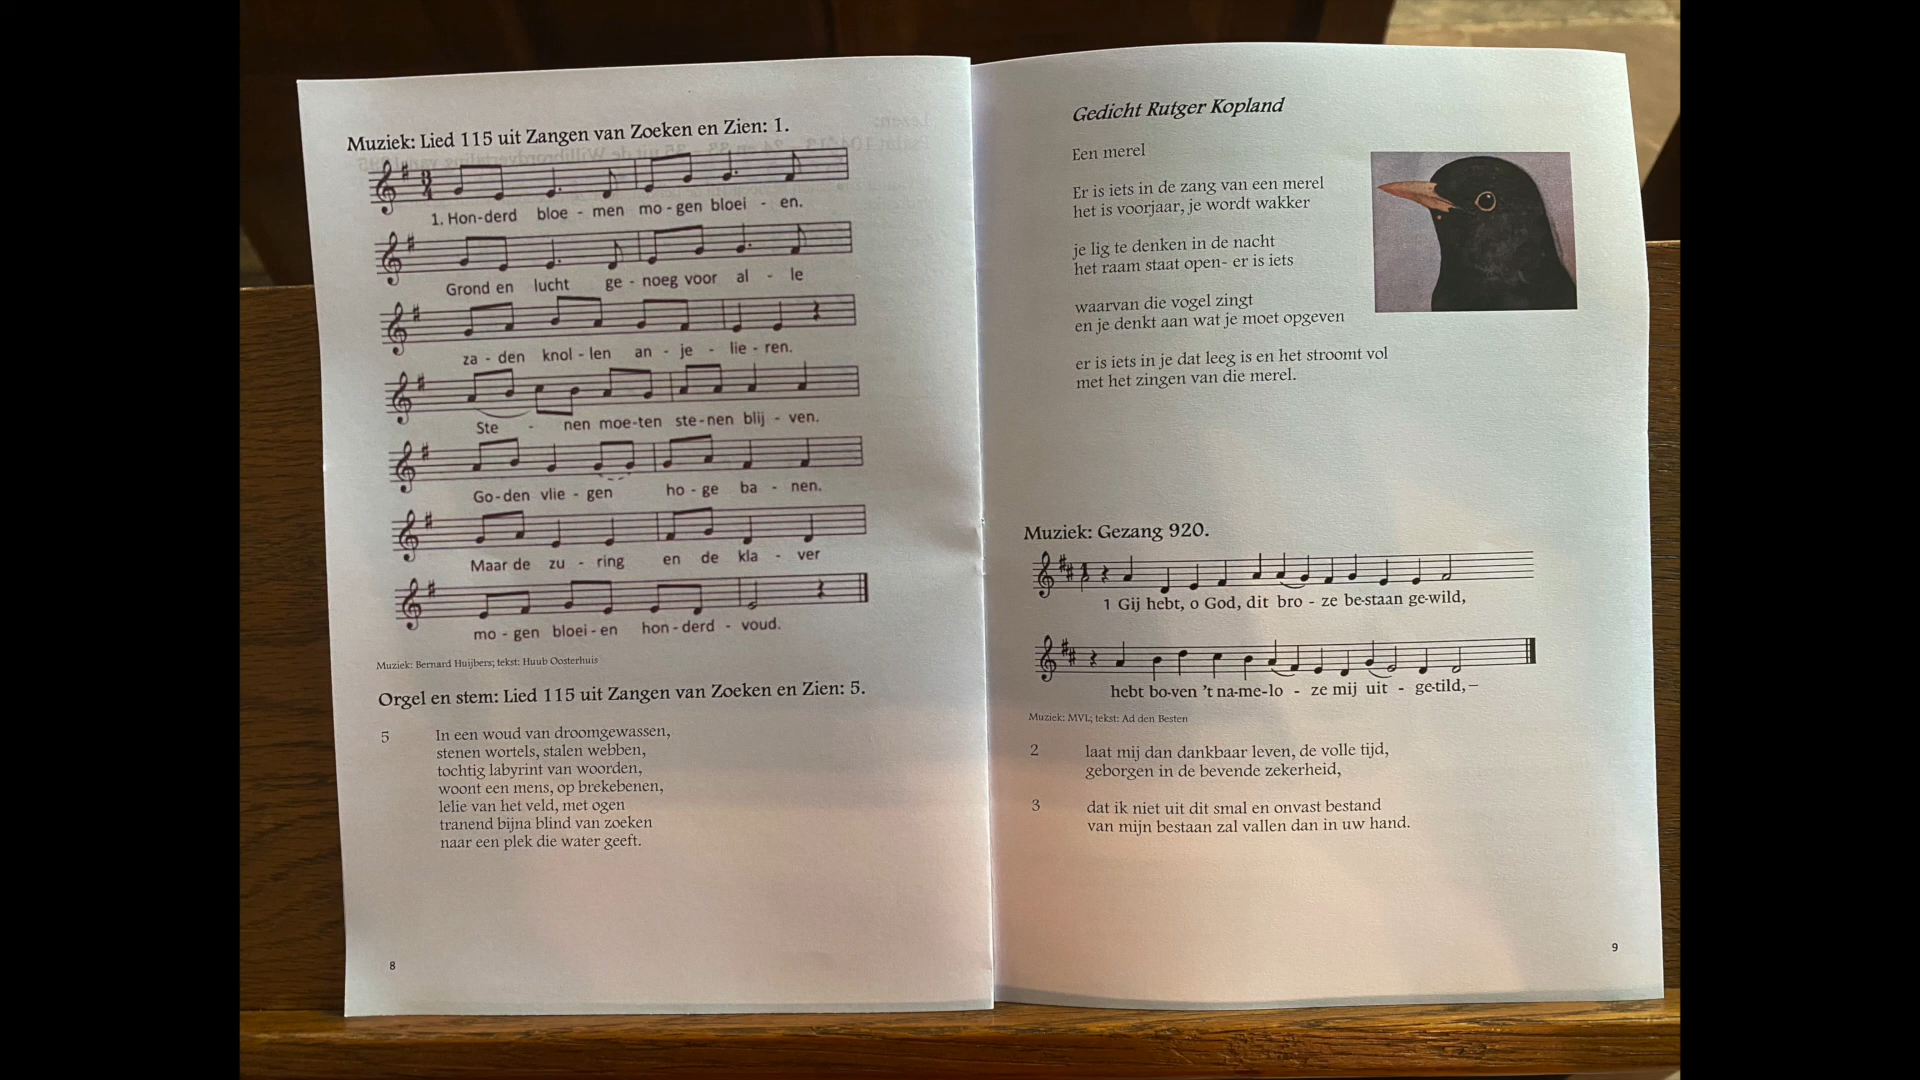 Muziek: Lied 115 uit Zangen van Zoeken en Zien: 1.
1. Hon-derd bloe - men mo - gen bloei - en.
Grond en lucht ge - noeg voor al - le
za - den knol - len an - je - lie - ren.
Ste - nen moe-ten ste-nen blij - ven.
Go-den vlie - gen ho - ge ba - nen.
Maar de zu - ring en de kla - ver
mo - gen bloei-en hon-derd - voud.
Muziek: Bernard Huijbers; tekst: Huub Oosterhuis
Orgel en stem: Lied 115 uit Zangen van Zoeken en Zien: 5.
5 In een woud van droomgewassen,
stenen wortels, stalen webben,
tochtig labyrint van woorden,
woont een mens, op brekebenen,
lelie van het veld, met ogen
tranend bijna blind van zoeken
naar een plek die water geeft.
8
Gedicht Rutger Kopland
Een merel
Er is iets in de zang van een merel
het is voorjaar, je wordt wakker
je lig te denken in de nacht
het raam staat open- er is iets
waarvan die vogel zingt
en je denkt aan wat je moet opgeven
er is iets in je dat leeg is en het stroomt vol
met het zingen van die merel.
Muziek: Gezang 920.
1 Gij hebt, o God, dit bro - ze be-staan ge-wild,
hebt bo-ven 't na-me-lo - ze mij uit - ge-tild, –
Muziek: MVL; tekst: Ad den Besten
2 laat mij dan dankbaar leven, de volle tijd,
geborgen in de bevende zekerheid,
3 dat ik niet uit dit smal en onvast bestand
van mijn bestaan zal vallen dan in uw hand.
9